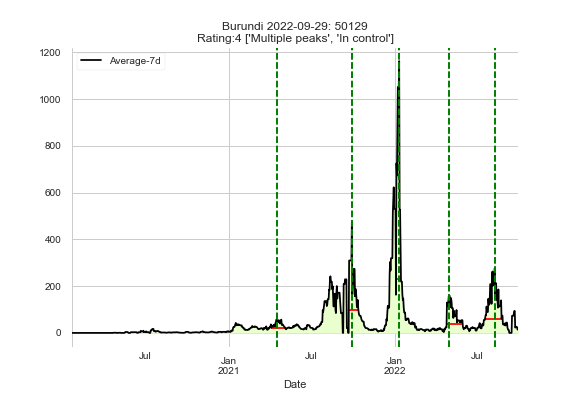 Burundi 2022-09-29: 50129
Rating:4 ['Multiple peaks', 'In control']
Average-7d
1200
1000
800
600
400
200
0
Jul
Jan
2021
Jul
Jan
2022
Jul
Date